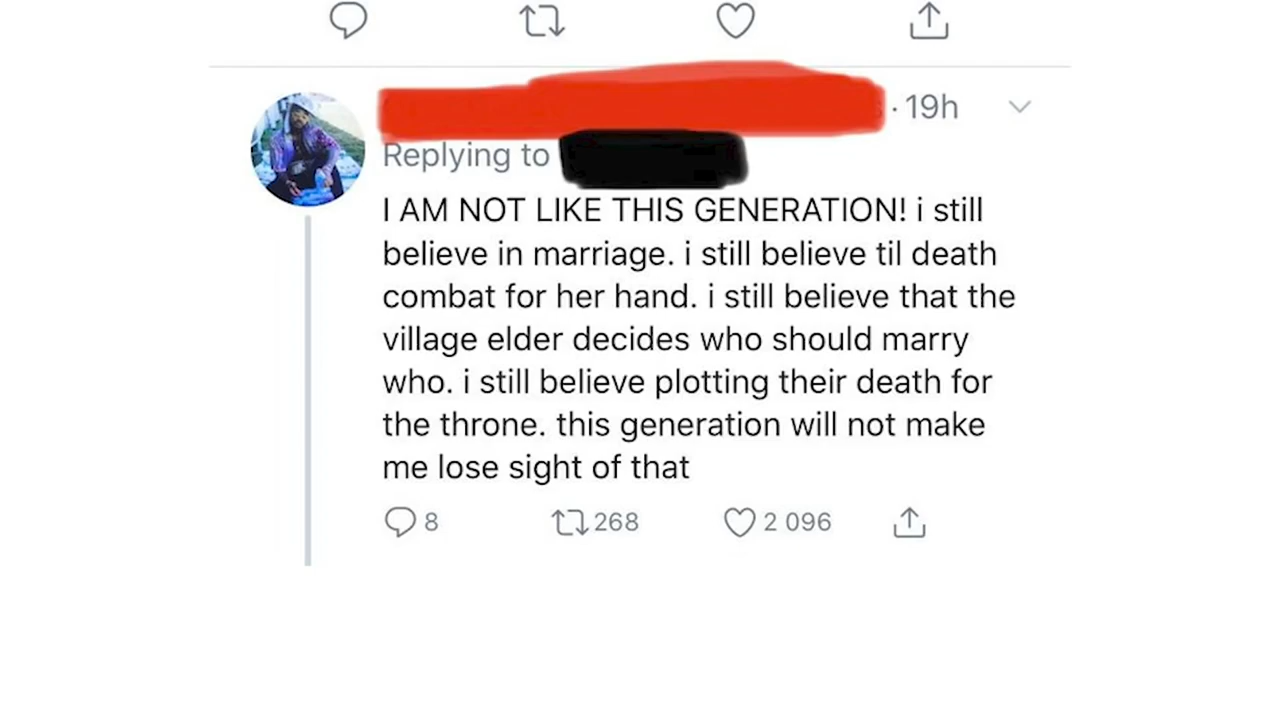 · 19h
Replying to
I AM NOT LIKE THIS GENERATION! i still
believe in marriage. i still believe til death
combat for her hand. i still believe that the
village elder decides who should marry
who. i still believe plotting their death for
the throne. this generation will not make
me lose sight of that
8 268 2 096